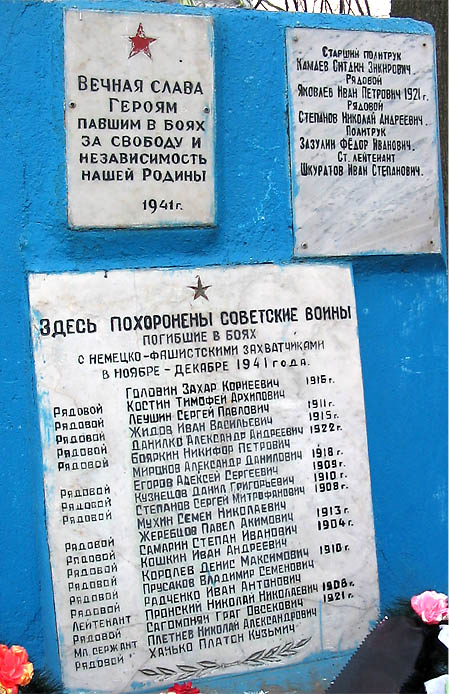 Вечная слава
Героям
павшим в боях
за свободу и
независимость
нашей Родины
1941 г.
Старший политрук
Камаев Ситдик Зикирович.
Рядовой
Яковлев Иван Петрович 1921 г.
Рядовой
Степанов Николай Андреевич.
Политрук
Зазулин Фёдор Иванович.
Ст. лейтенант
Шкуратов Иван Степанович.
Здесь похоронены советские воины
погибшие в боях
с немецко-фашистскими захватчиками
в ноябре - декабре 1941 года.
Головин Захар Корнеевич
Рядовой Костин Тимофей Архипович
Рядовой Леушин Сергей Павлович 1911 г.
Рядовой Жидов Иван Васильевич 1915 г.
Рядовой Данилко Александр Андреевич 1922 г.
Рядовой Бояркин Никифор Петрович
Миронов Александр Данилович 1918 г.
Рядовой Егоров Алексей Сергеевич 1909 г.
Рядовой Кузнецов Данил Григорьевич 1910 г.
Рядовой Степанов Сергей Митрофанович 1908 г.
Мухин Семен Николаевич
Рядовой Жеребцов Павел Акимович 1913 г.
Рядовой Самарин Степан Иванович 1904 г.
Рядовой Кошкин Иван Андреевич
Рядовой Королев Денис Максимович 1910 г.
Рядовой Прусаков Владимир Семенович
Рядовой Радченко Иван Антонович
Лейтенант Пронский Николай Николаевич 1908 г.
Рядовой Сагомонян Граг Овсекович 1921 г.
Мл. сержант Плетнев Николай Александрович
Рядовой Ханько Платон Кузьмич